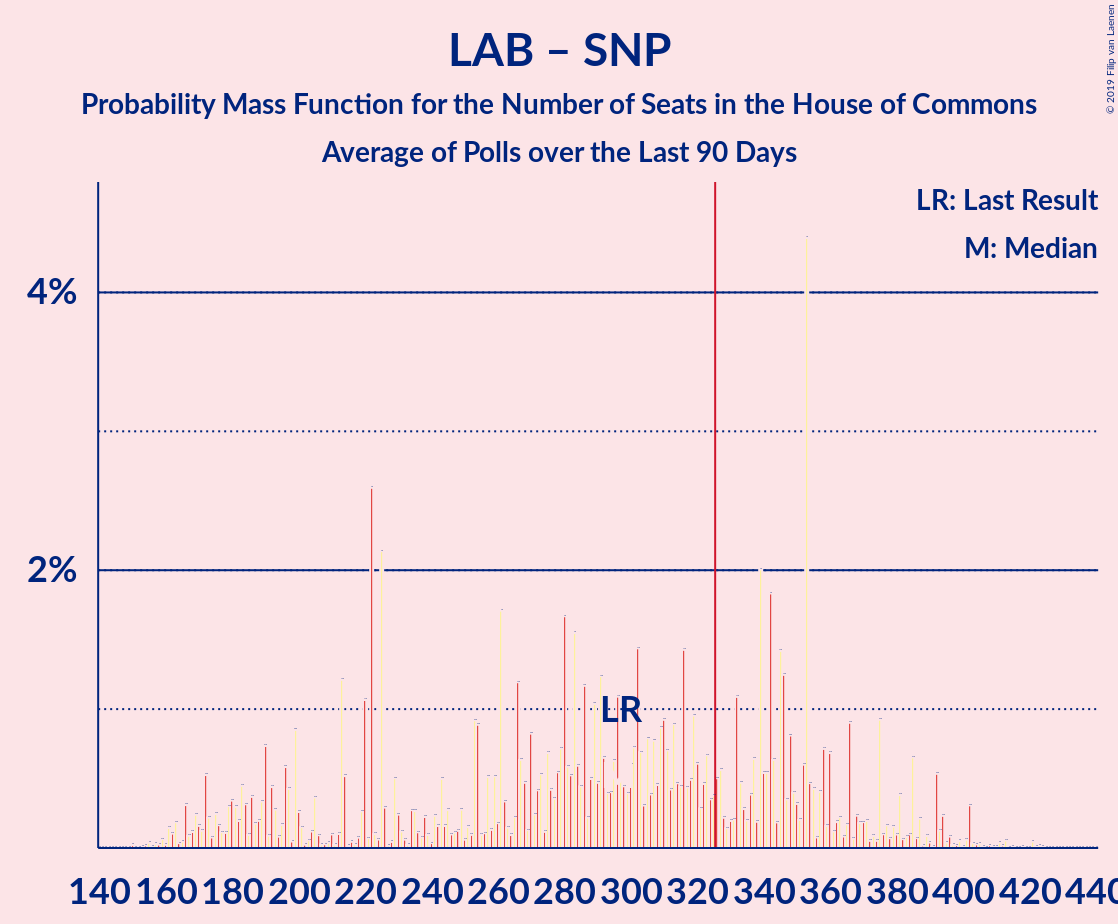 LAB – SNP
Probability Mass Function for the Number of Seats in the House of Commons
Average of Polls over the Last 90 Days
© 2019 Filip van Laenen
LR: Last Result
M: Median
4%
2%
LR
140 160 180 200 220 240 260 280 300 320 340 360 380 400 420 440